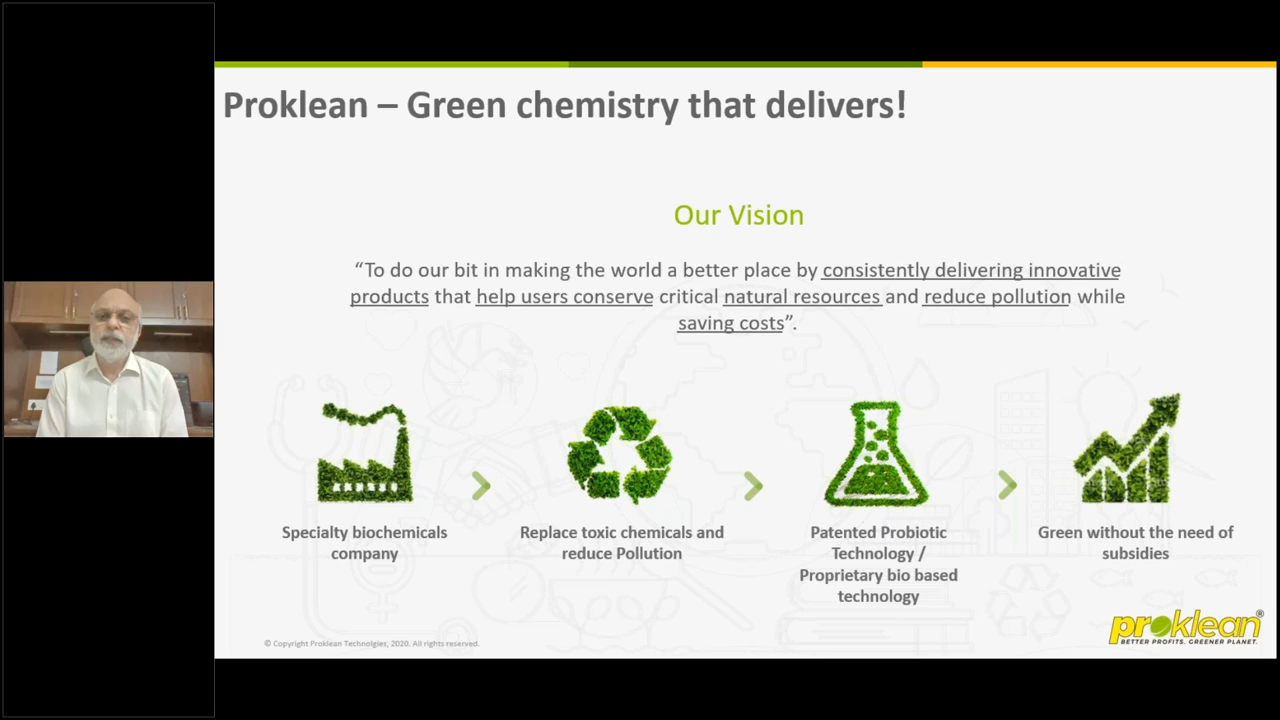 Proklean – Green chemistry that delivers!
Our Vision
“To do our bit in making the world a better place by consistently delivering innovative
products that help users conserve critical natural resources and reduce pollution while
saving costs”.
Specialty biochemicals
company
Replace toxic chemicals and
reduce Pollution
Patented Probiotic
Technology /
Proprietary bio based
technology
Green without the need of
subsidies
© Copyright Proklean Technolgies, 2020. All rights reserved.
proklean®
BETTER PROFITS. GREENER PLANET.